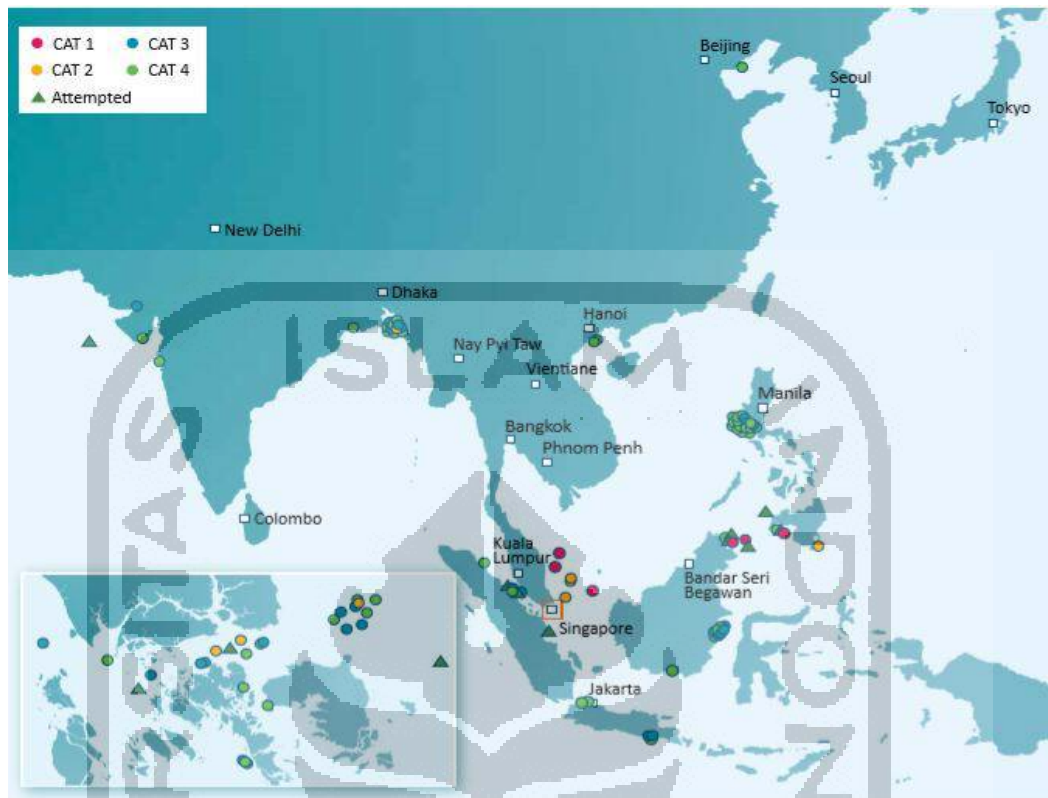 CAT 1 CAT 3
CAT 2 CAT 4
Attempted
Beijing
Seoul
Tokyo
New Delhi
Dhaka
Hanoi
ISLAM
Nay Pyi Taw
Vientiane
Manila
Bangkok
Phnom Penh
Colombo
Kuala
Lumpur
Bandar Seri
Begawan
Singapore
Jakarta